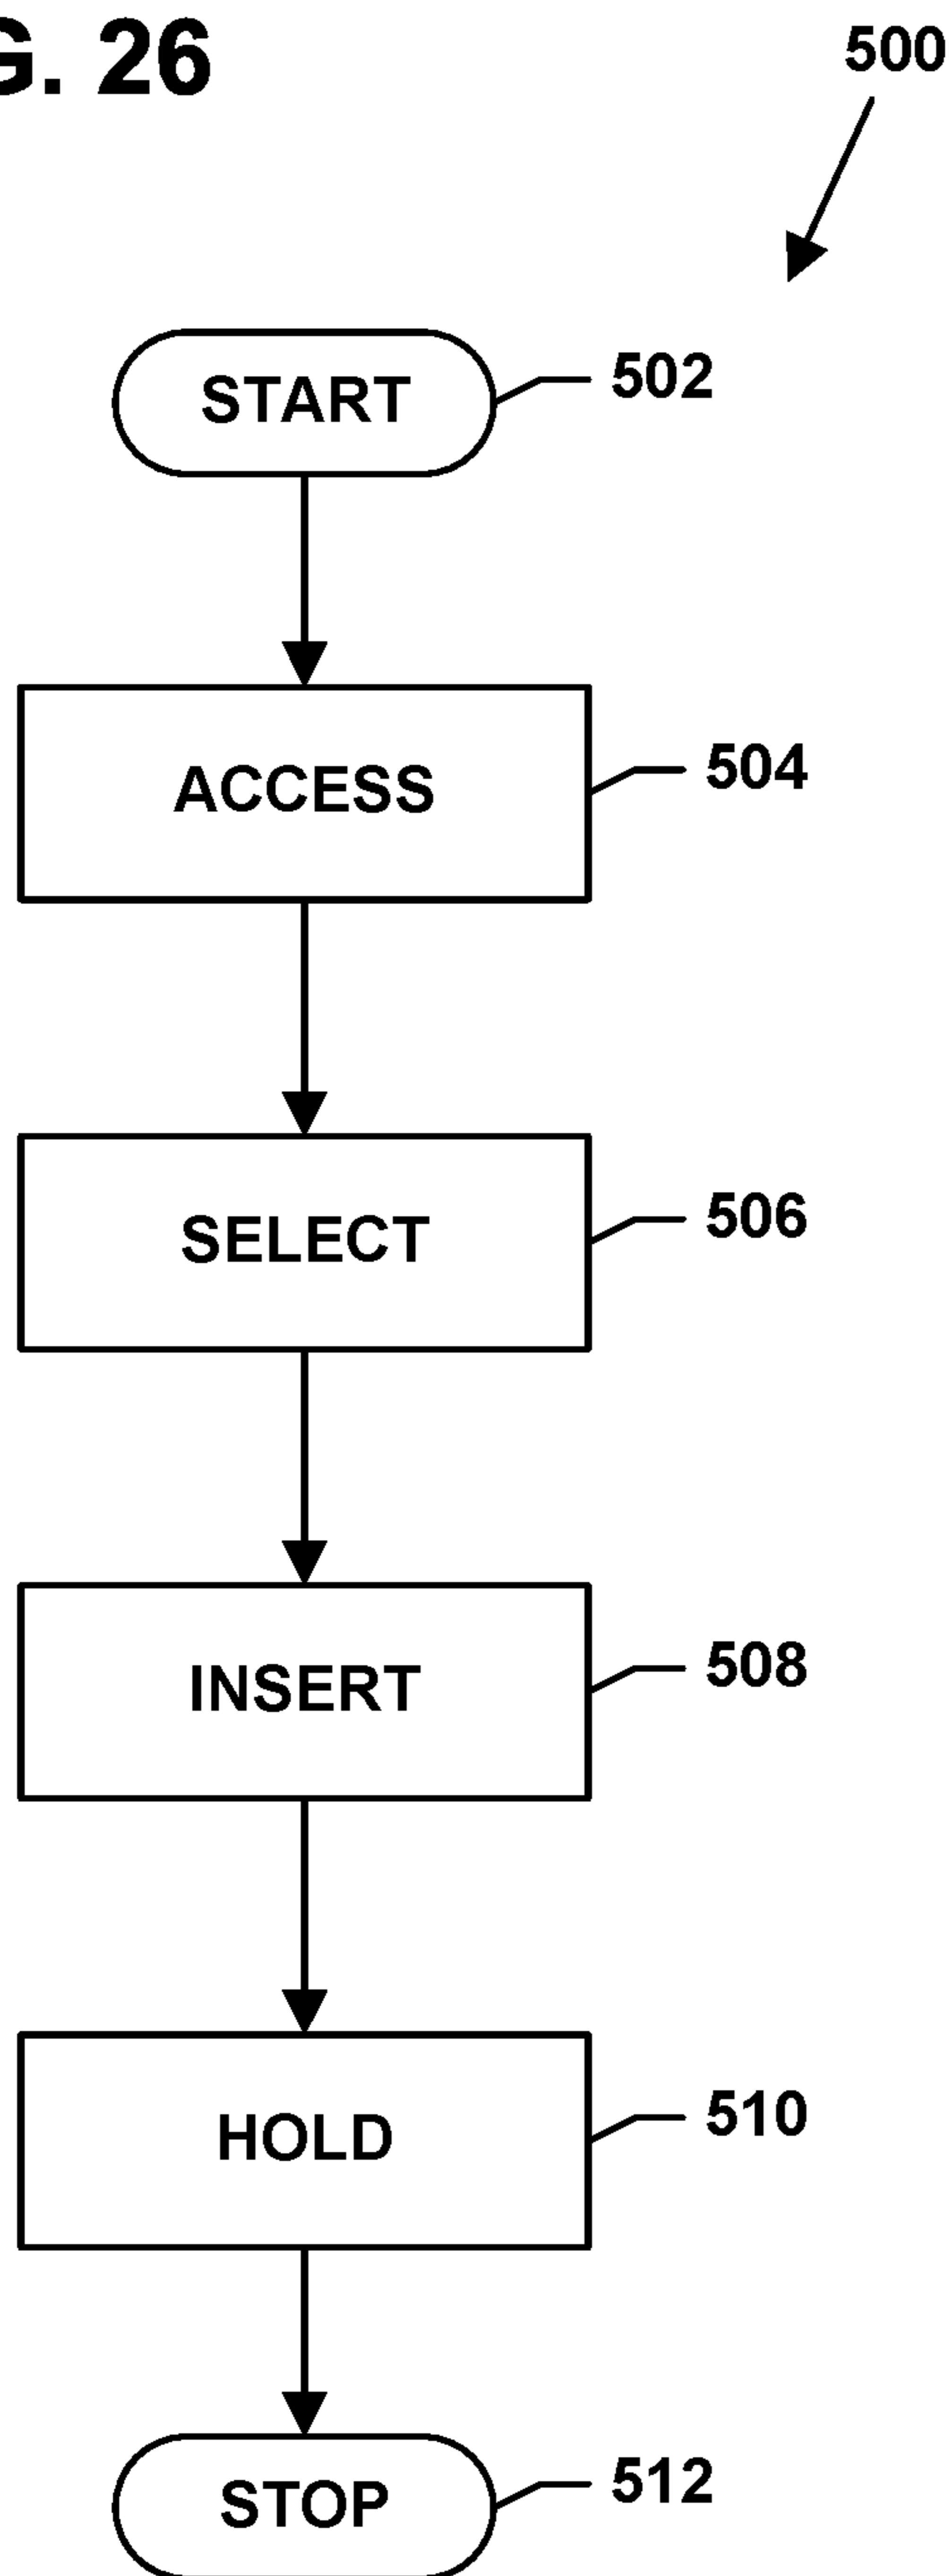 G. 26
500
START
502
ACCESS
504
SELECT
506
INSERT
508
HOLD
510
STOP
512